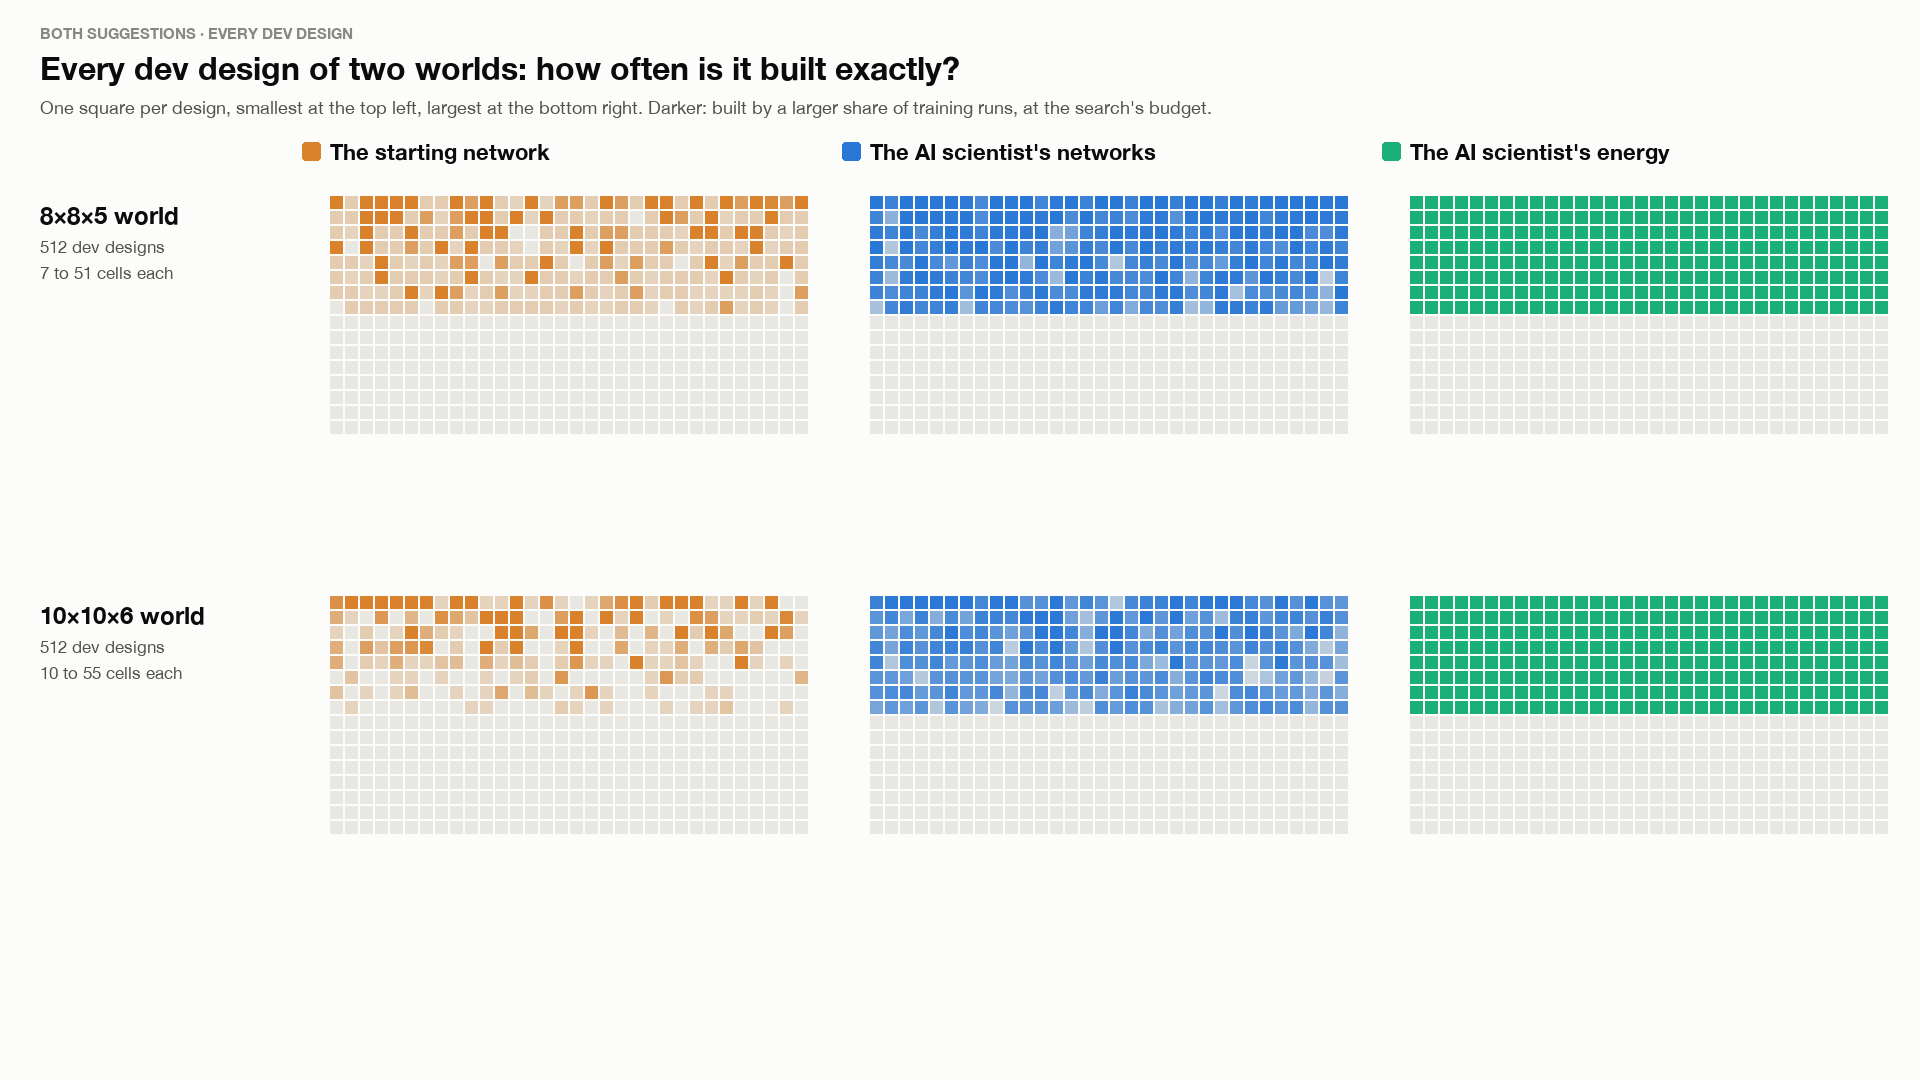 BOTH SUGGESTIONS · EVERY DEV DESIGN
Every dev design of two worlds: how often is it built exactly?
One square per design, smallest at the top left, largest at the bottom right. Darker: built by a larger share of training runs, at the search's budget.
The starting network
The AI scientist's networks
The AI scientist's energy
8×8×5 world
512 dev designs
7 to 51 cells each
10×10×6 world
512 dev designs
10 to 55 cells each